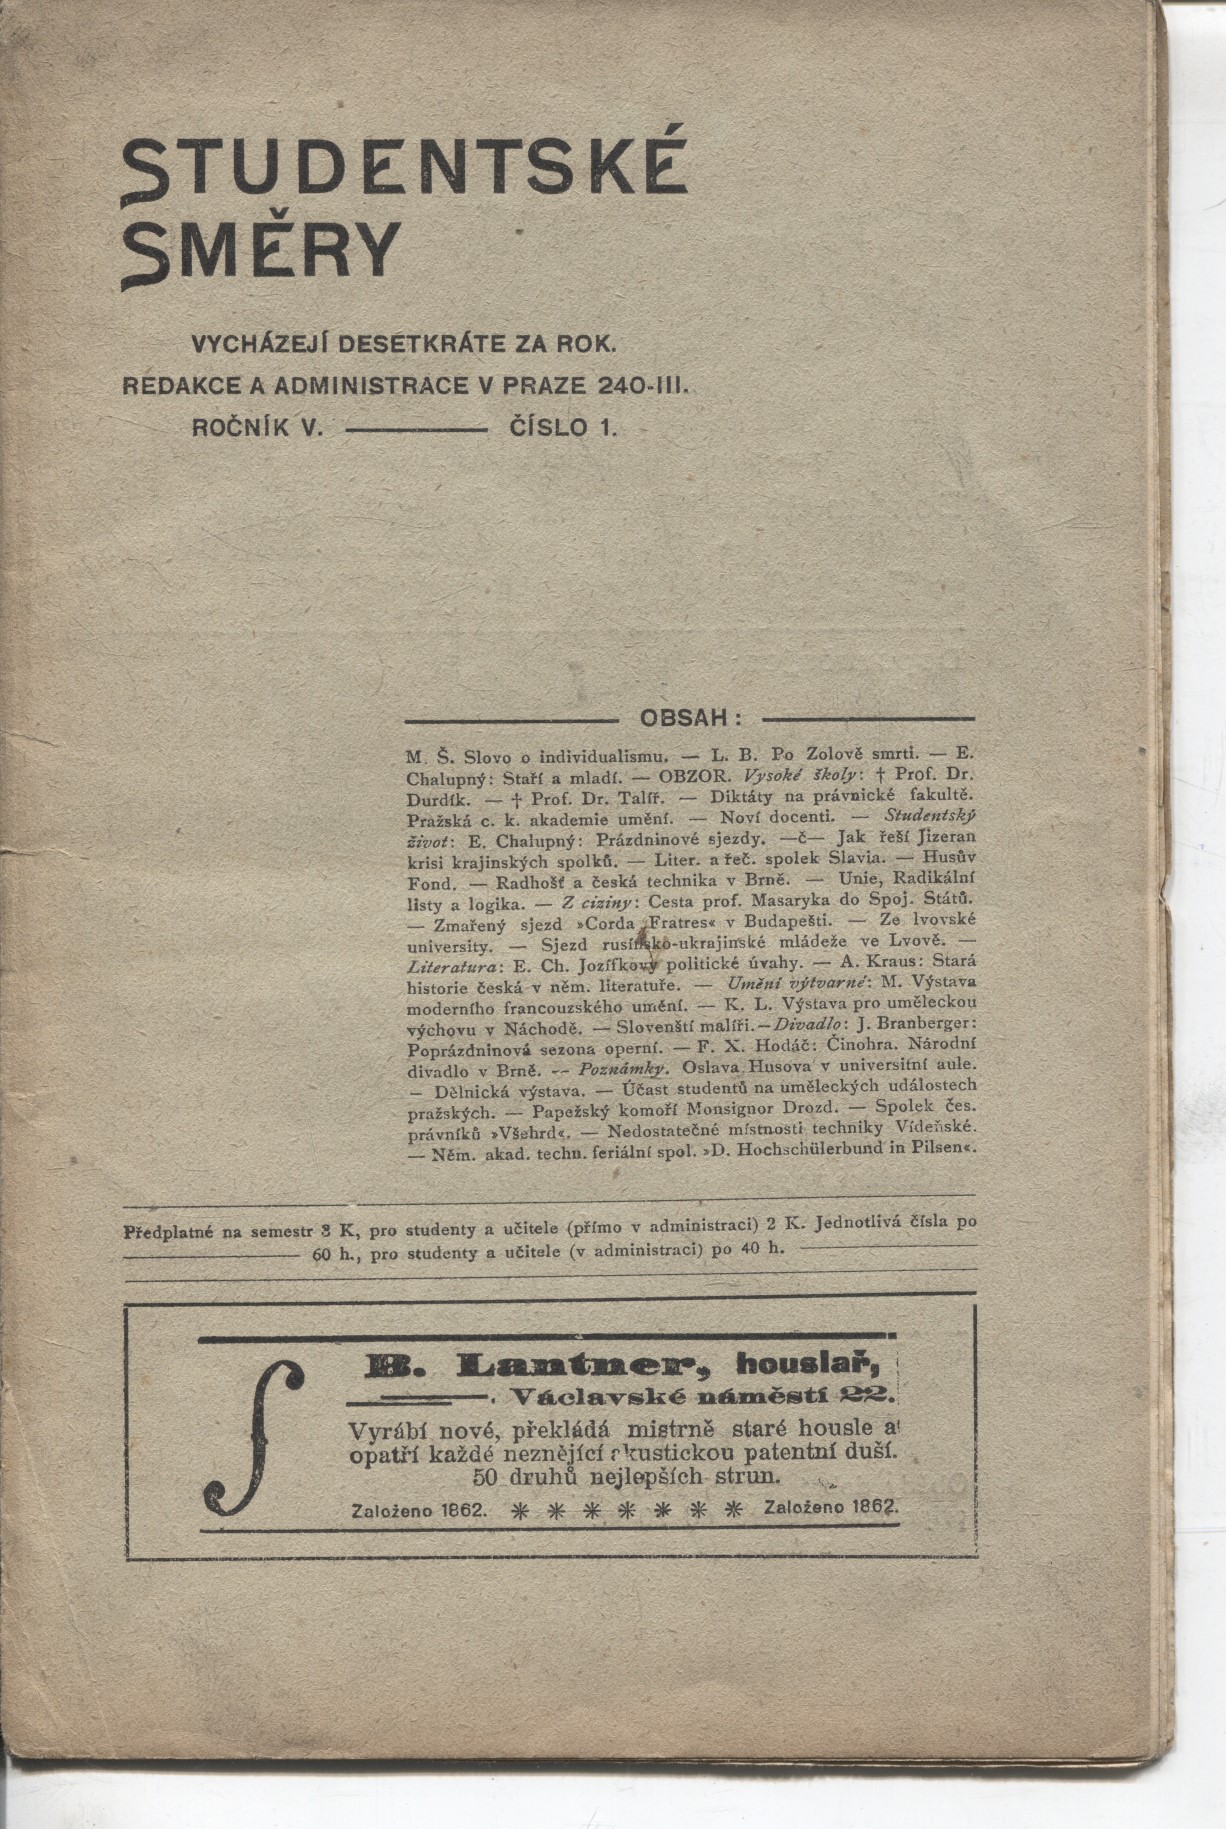 STUDENTSKÉ
SMĚRY
VYCHÁZEJÍ DESETKRÁTE ZA ROK.
REDAKCE A ADMINISTRACE V PRAZE 240-III.
ROČNÍK V. ——— ČÍSLO 1.
OBSAH:
M. Š. Slovo o individualismu. — L. B. Po Zolově smrti. — E.
Chalupný: Staří a mladí. — OBZOR. Vysoké školy: † Prof. Dr.
Durdík. — † Prof. Dr. Talíř. — Diktáty na právnické fakultě.
Pražská c. k. akademie umění. — Noví docenti. — Studentský
život: E. Chalupný: Prázdninové sjezdy. —č— Jak řeší Jizeran
krisi krajinských spolků. — Liter. a řeč. spolek Slavia. — Husův
Fond. — Radhošť a česká technika v Brně. — Unie, Radikální
listy a logika. — Z ciziny: Cesta prof. Masaryka do Spoj. Států.
— Zmařený sjezd »Corda Fratres« v Budapešti. — Ze lvovské
university. — Sjezd rusínsko-ukrajinské mládeže ve Lvově. —
Literatura: E. Ch. Jozífkovy politické úvahy. — A. Kraus: Stará
historie česká v něm. literatuře. — Umění výtvarné: M. Výstava
moderního francouzského umění. — K. L. Výstava pro uměleckou
výchovu v Náchodě. — Slovenští malíři. — Divadlo: J. Branberger:
Poprázdninová sezona operní. — F. X. Hodáč: Činohra. Národní
divadlo v Brně. — Poznámky. Oslava Husova v universitní aule.
— Dělnická výstava. — Účast studentů na uměleckých událostech
pražských. — Papežský komoří Monsignor Drozd. — Spolek čes.
právníků »Všehrd«. — Nedostatečné místnosti techniky Vídeňské.
— Něm. akad. techn. feriální spol. »D. Hochschülerbund in Pilsen«.
Předplatné na semestr 3 K, pro studenty a učitele (přímo v administraci) 2 K. Jednotlivá čísla po
60 h., pro studenty a učitele (v administraci) po 40 h.
B. Lantner, houslař,
Václavské náměstí 22.
Vyrábí nové, překládá mistrně staré housle a
opatří každé neznějící akustickou patentní duší.
50 druhů nejlepších strun.
Založeno 1862. * * * * * * * Založeno 1862.